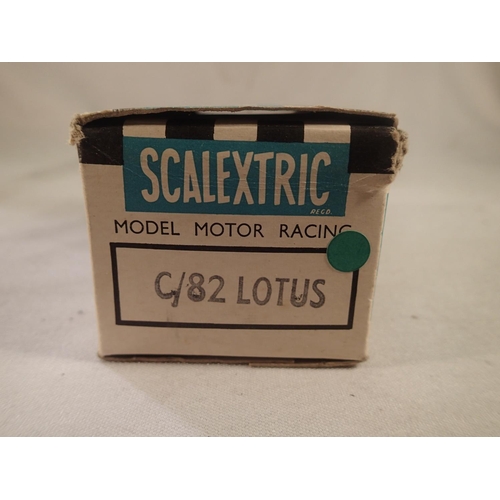 SCALEXTRIC
REGD.
MODEL MOTOR RACING
C/82 LOTUS